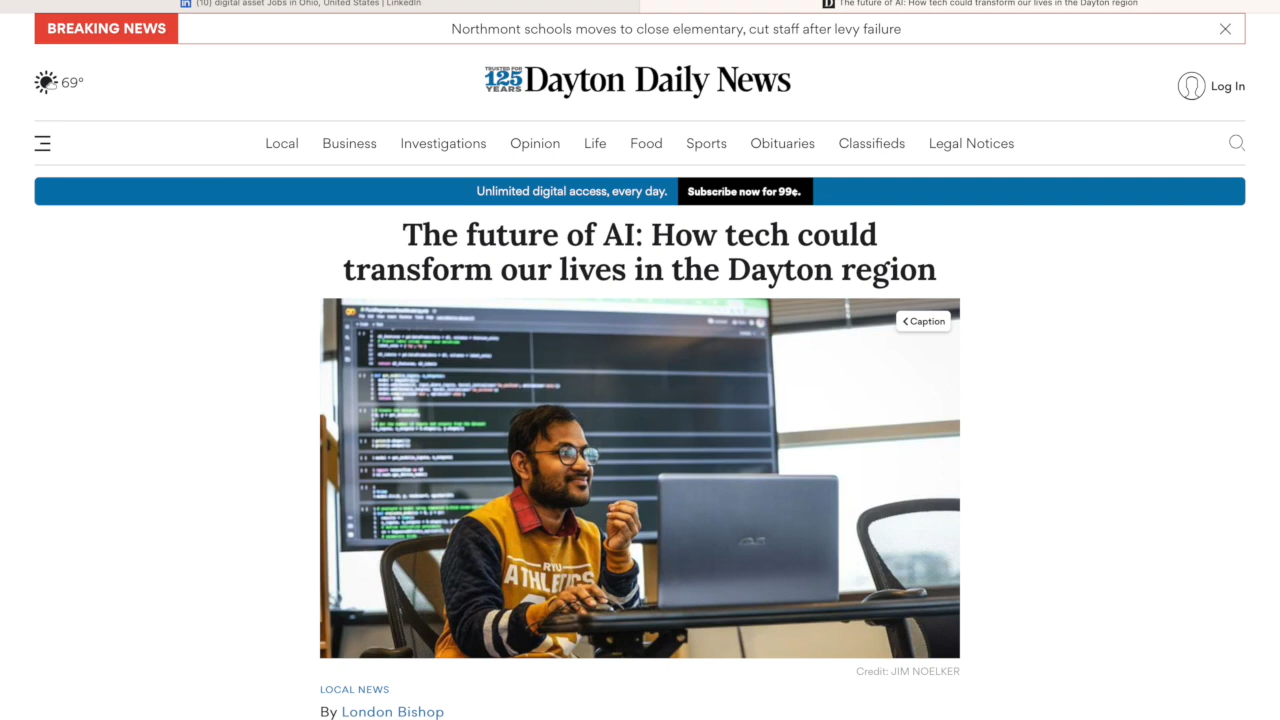 (10) digital asset Jobs in Ohio, United States | LinkedIn
The future of AI: How tech could transform our lives in the Dayton region
BREAKING NEWS
Northmont schools moves to close elementary, cut staff after levy failure
69°
TRUSTED FOR
125
YEARS
Dayton Daily News
Log In
Local Business Investigations Opinion Life Food Sports Obituaries Classifieds Legal Notices
Unlimited digital access, every day. Subscribe now for 99¢.
The future of AI: How tech could
transform our lives in the Dayton region
Caption
RYU
ATHLETICS
Credit: JIM NOELKER
LOCAL NEWS
By London Bishop